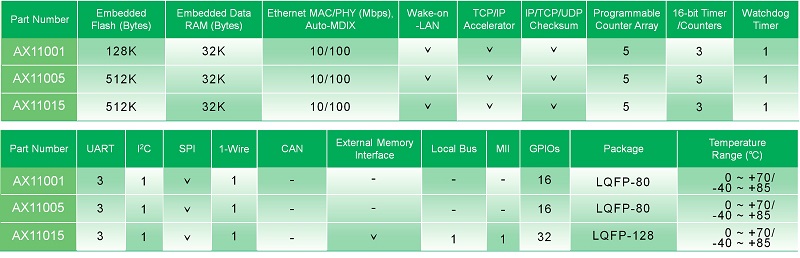 Part Number Embedded Flash (Bytes) Embedded Data RAM (Bytes) Ethernet MAC/PHY (Mbps), Auto-MDIX Wake-on -LAN TCP/IP Accelerator IP/TCP/UDP Checksum Programmable Counter Array 16-bit Timer /Counters Watchdog Timer
AX11001 128K 32K 10/100 ˅ ˅ ˅ 5 3 1
AX11005 512K 32K 10/100 ˅ ˅ ˅ 5 3 1
AX11015 512K 32K 10/100 ˅ ˅ ˅ 5 3 1
Part Number UART I²C SPI 1-Wire CAN External Memory Interface Local Bus MII GPIOs Package Temperature Range (℃)
AX11001 3 1 ˅ 1 - - - - 16 LQFP-80 0 ~ +70/ -40 ~ +85
AX11005 3 1 ˅ 1 - - - - 16 LQFP-80 0 ~ +70/ -40 ~ +85
AX11015 3 1 ˅ 1 - ˅ 1 1 32 LQFP-128 0 ~ +70/ -40 ~ +85